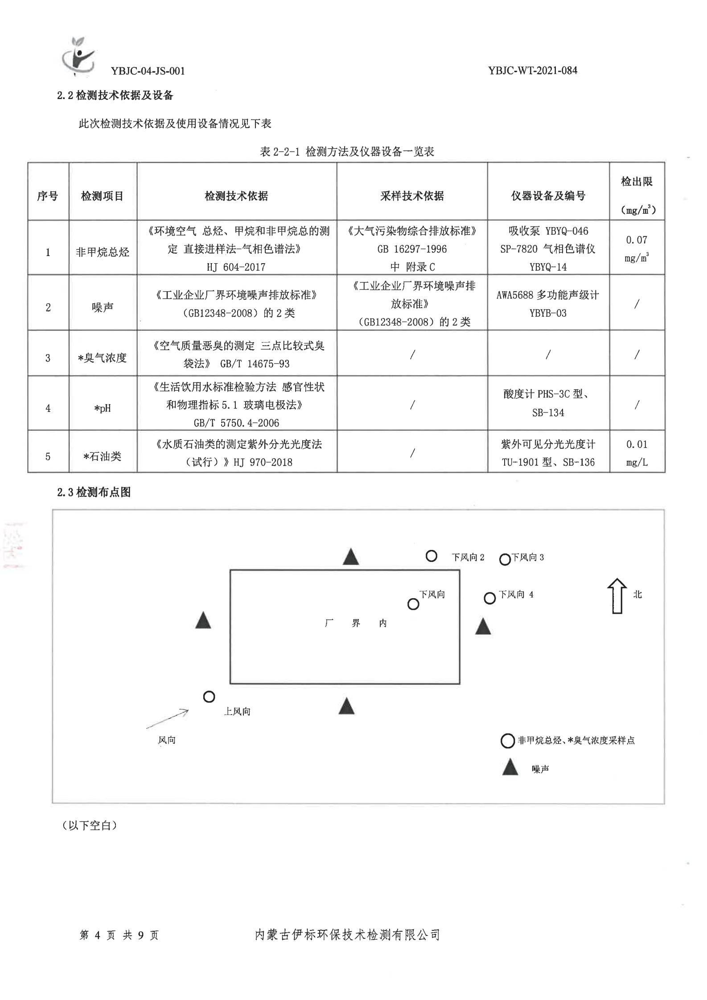 YBJC-04-JS-001 YBJC-WT-2021-084
2.2 检测技术依据及设备
此次检测技术依据及使用设备情况见下表
表 2-2-1 检测方法及仪器设备一览表
序号 检测项目 检测技术依据 采样技术依据 仪器设备及编号 检出限
（mg/m³）
1 非甲烷总烃
《环境空气 总烃、甲烷和非甲烷总的测
定 直接进样法-气相色谱法》
HJ 604-2017
《大气污染物综合排放标准》
GB 16297-1996
中 附录 C
吸收泵 YBYQ-046
SP-7820 气相色谱仪
YBYQ-14
0.07
mg/m³
2 噪声
《工业企业厂界环境噪声排放标准》
（GB12348-2008）的 2 类
《工业企业厂界环境噪声排
放标准》
（GB12348-2008）的 2 类
AWA5688 多功能声级计
YBYB-03
/
3 *臭气浓度
《空气质量恶臭的测定 三点比较式臭
袋法》 GB/T 14675-93
/ / /
4 *pH
《生活饮用水标准检验方法 感官性状
和物理指标 5.1 玻璃电极法》
GB/T 5750.4-2006
/
酸度计 PHS-3C 型、
SB-134
/
5 *石油类
《水质石油类的测定紫外分光光度法
（试行）》HJ 970-2018
/
紫外可见分光光度计
TU-1901 型、SB-136
0.01
mg/L
2.3 检测布点图
下风向 2 下风向 3
下风向 下风向 4 北
厂 界 内
上风向
风向
非甲烷总烃、*臭气浓度采样点
噪声
（以下空白）
第 4 页 共 9 页 内蒙古伊标环保技术检测有限公司